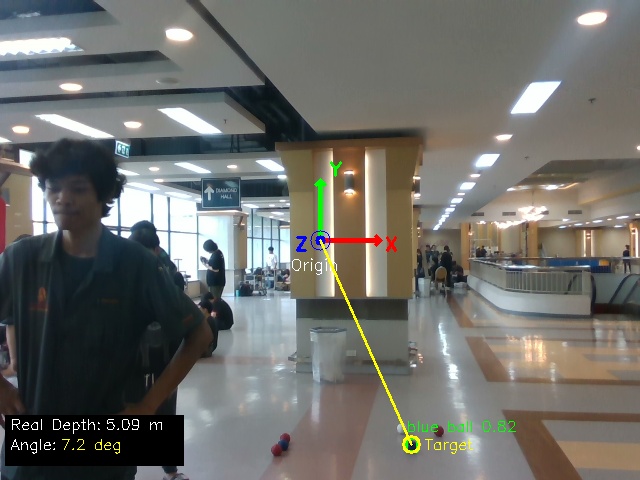 DIAMOND
HALL
Y
Z
X
Origin
blue ball 0.82
Target
Real Depth: 5.09 m
Angle: 7.2 deg